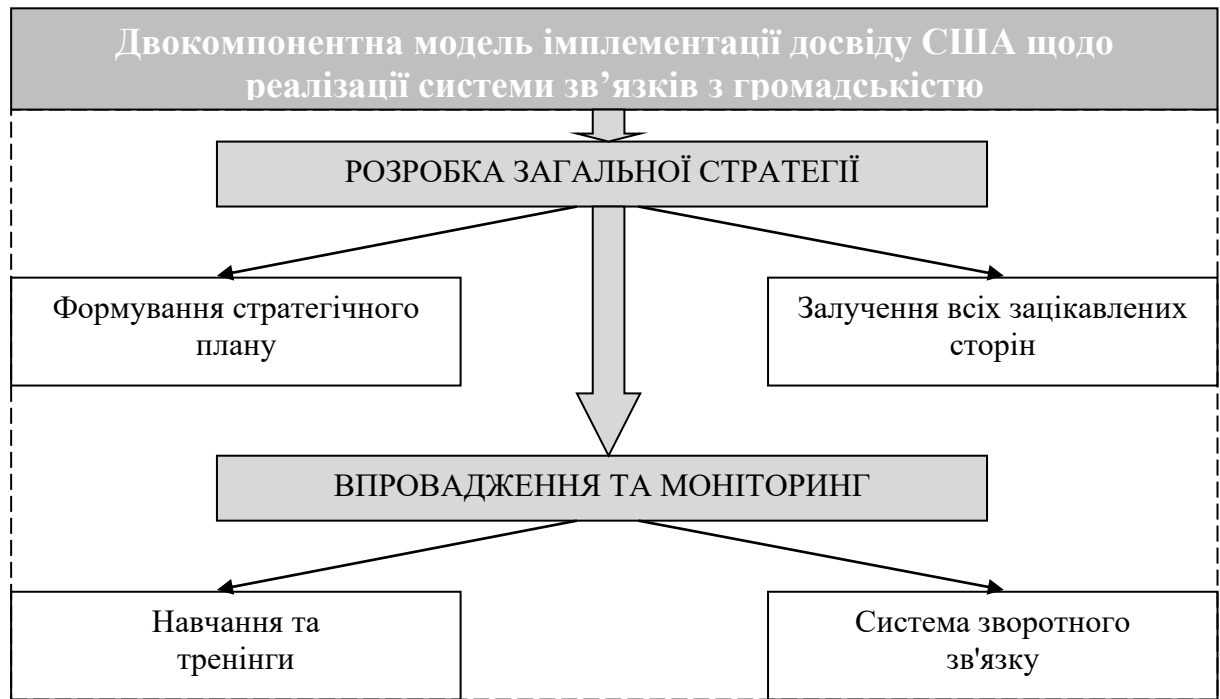 Двокомпонентна модель імплементації досвіду США щодо
реалізації системи зв’язків з громадськістю
РОЗРОБКА ЗАГАЛЬНОЇ СТРАТЕГІЇ
Формування стратегічного
плану
Залучення всіх зацікавлених
сторін
ВПРОВАДЖЕННЯ ТА МОНІТОРИНГ
Навчання та
тренінги
Система зворотного
зв'язку